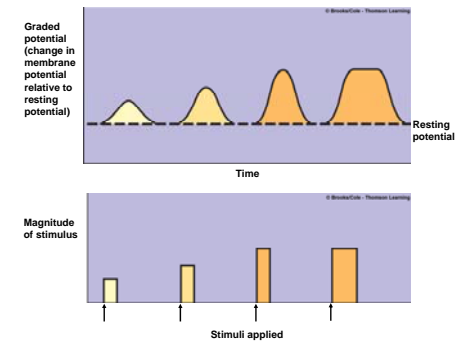 © Brooks/Cole - Thomson Learning
Graded
potential
(change in
membrane
potential
relative to
resting
potential)
Resting
potential
Time
© Brooks/Cole - Thomson Learning
Magnitude
of stimulus
Stimuli applied